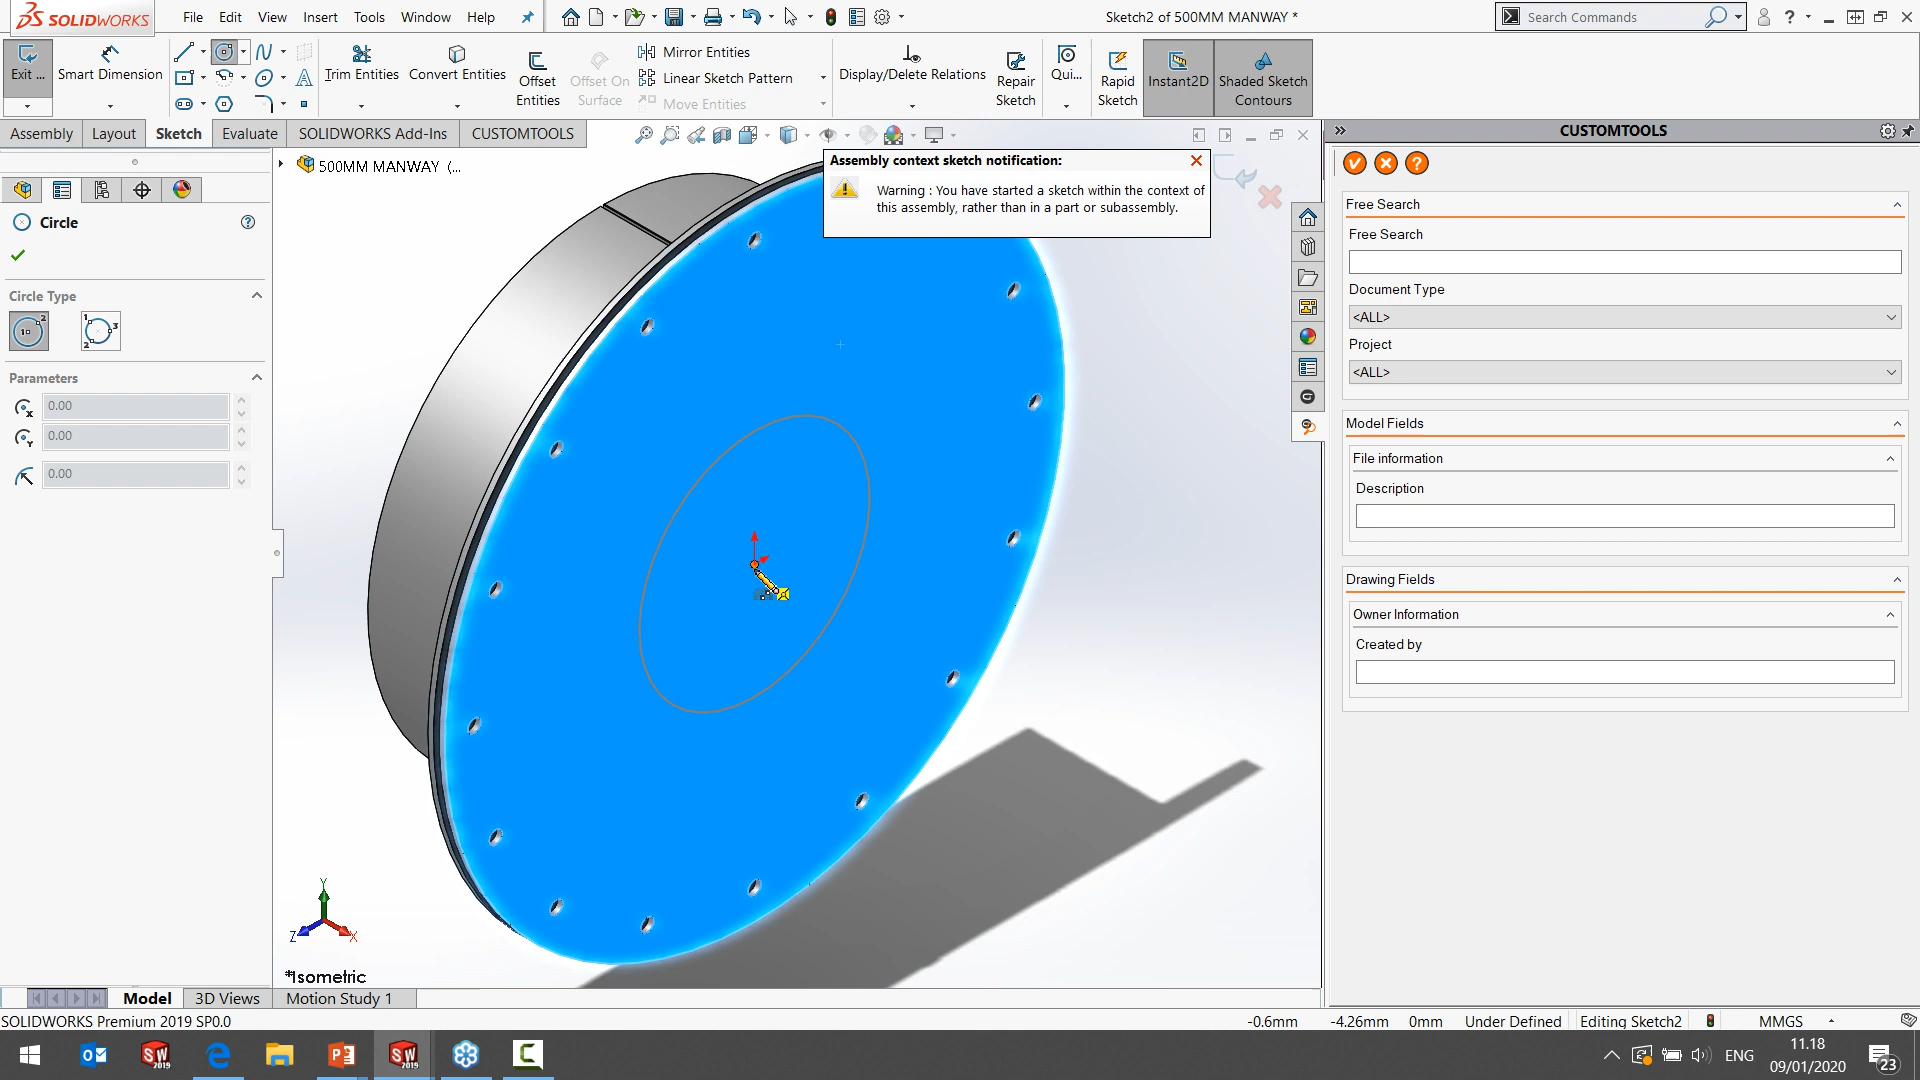 SOLIDWORKS
File Edit View Insert Tools Window Help
Sketch2 of 500MM MANWAY *
Search Commands
?
Exit ...
Smart Dimension
Trim Entities
Convert Entities
Offset Entities
Offset On Surface
Mirror Entities
Linear Sketch Pattern
Move Entities
Display/Delete Relations
Repair Sketch
Qui...
Rapid Sketch
Instant2D
Shaded Sketch Contours
Assembly Layout Sketch Evaluate SOLIDWORKS Add-Ins CUSTOMTOOLS
500MM MANWAY (...
Circle
Circle Type
Parameters
0.00
0.00
0.00
Assembly context sketch notification:
Warning : You have started a sketch within the context of
this assembly, rather than in a part or subassembly.
CUSTOMTOOLS
Free Search
Free Search
Document Type
<ALL>
Project
<ALL>
Model Fields
File information
Description
Drawing Fields
Owner Information
Created by
Y
Z
X
*Isometric
Model 3D Views Motion Study 1
SOLIDWORKS Premium 2019 SP0.0
-0.6mm -4.26mm 0mm Under Defined Editing Sketch2 MMGS
SW 2019
SW 2019
ENG
11.18
09/01/2020
23